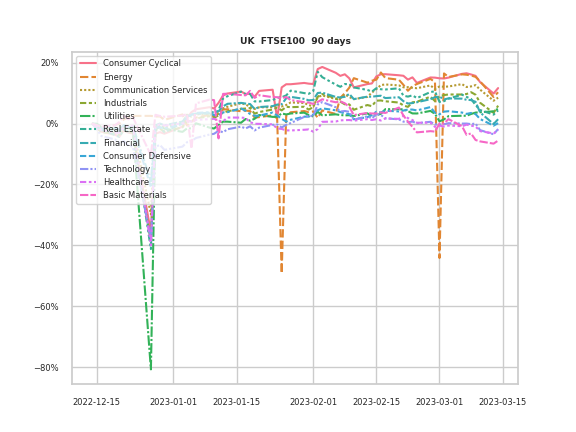 UK FTSE100 90 days
Consumer Cyclical
Energy
Communication Services
Industrials
Utilities
Real Estate
Financial
Consumer Defensive
Technology
Healthcare
Basic Materials
20%
0%
−20%
−40%
−60%
−80%
2022-12-15
2023-01-01
2023-01-15
2023-02-01
2023-02-15
2023-03-01
2023-03-15